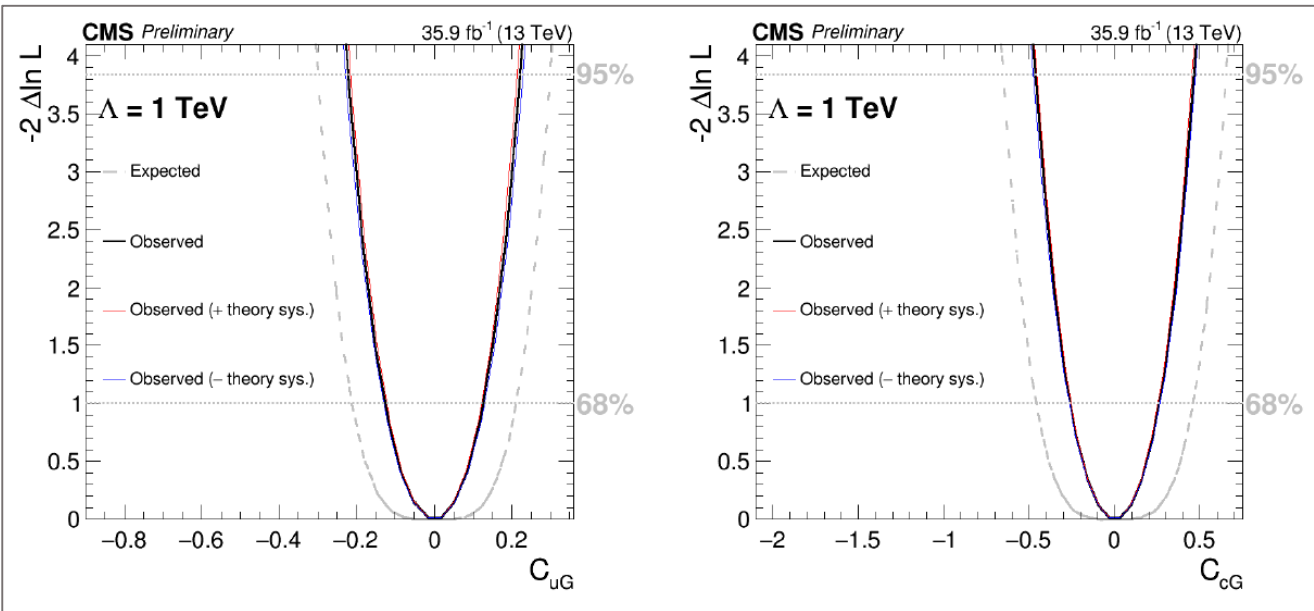 CMS Preliminary 35.9 fb⁻¹ (13 TeV)
-2 Δln L
4
3.5
3
2.5
2
1.5
1
0.5
0
95%
68%
Λ = 1 TeV
Expected
Observed
Observed (+ theory sys.)
Observed (− theory sys.)
−0.8 −0.6 −0.4 −0.2 0 0.2
C_uG
CMS Preliminary 35.9 fb⁻¹ (13 TeV)
-2 Δln L
4
3.5
3
2.5
2
1.5
1
0.5
0
95%
68%
Λ = 1 TeV
Expected
Observed
Observed (+ theory sys.)
Observed (− theory sys.)
−2 −1.5 −1 −0.5 0 0.5
C_cG